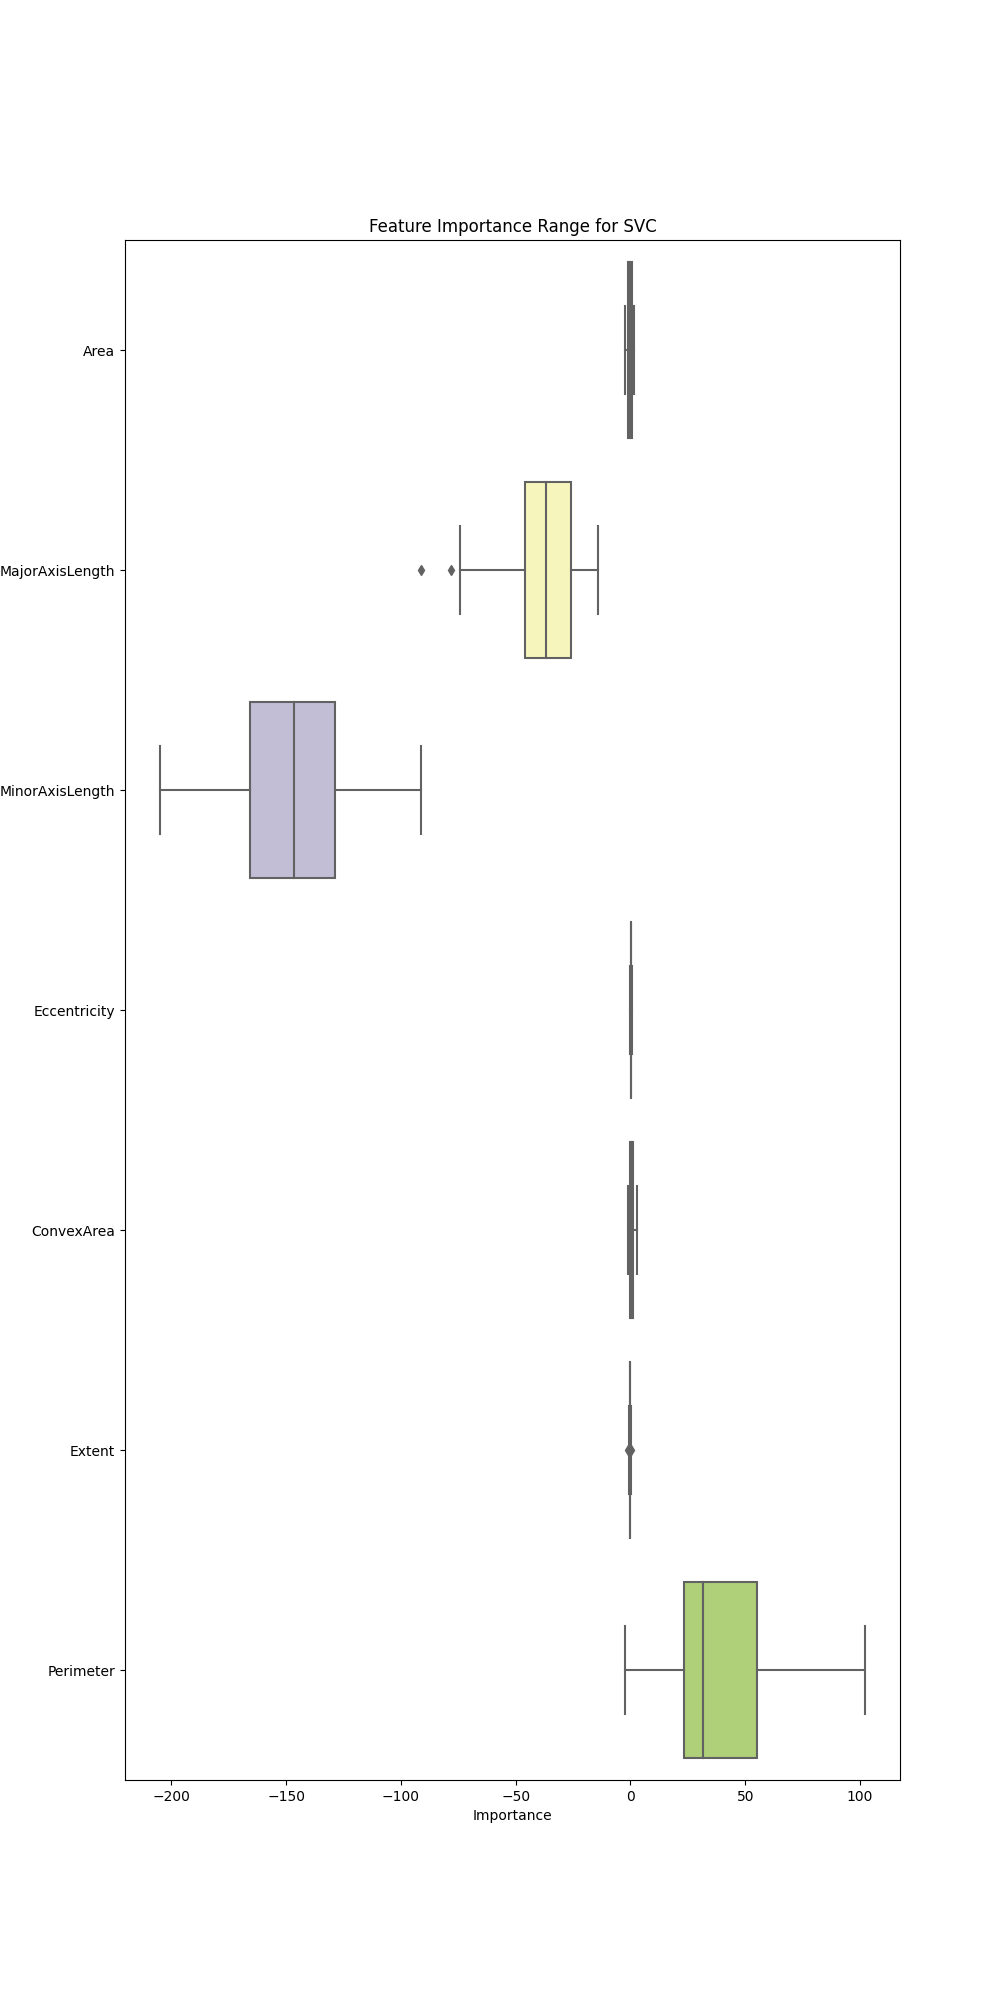 Feature Importance Range for SVC
Area
MajorAxisLength
MinorAxisLength
Eccentricity
ConvexArea
Extent
Perimeter
−200 −150 −100 −50 0 50 100
Importance